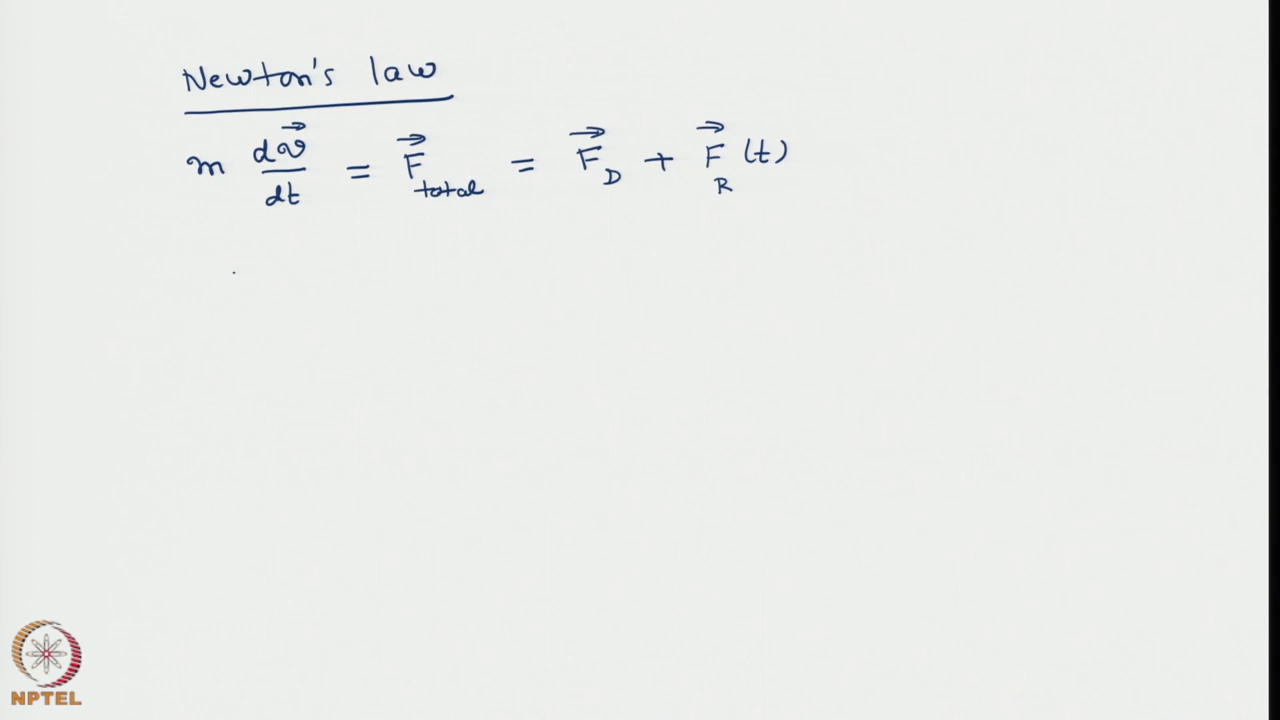 Newton's law
m dv⃗/dt = F⃗_total = F⃗_D + F⃗_R (t)
NPTEL